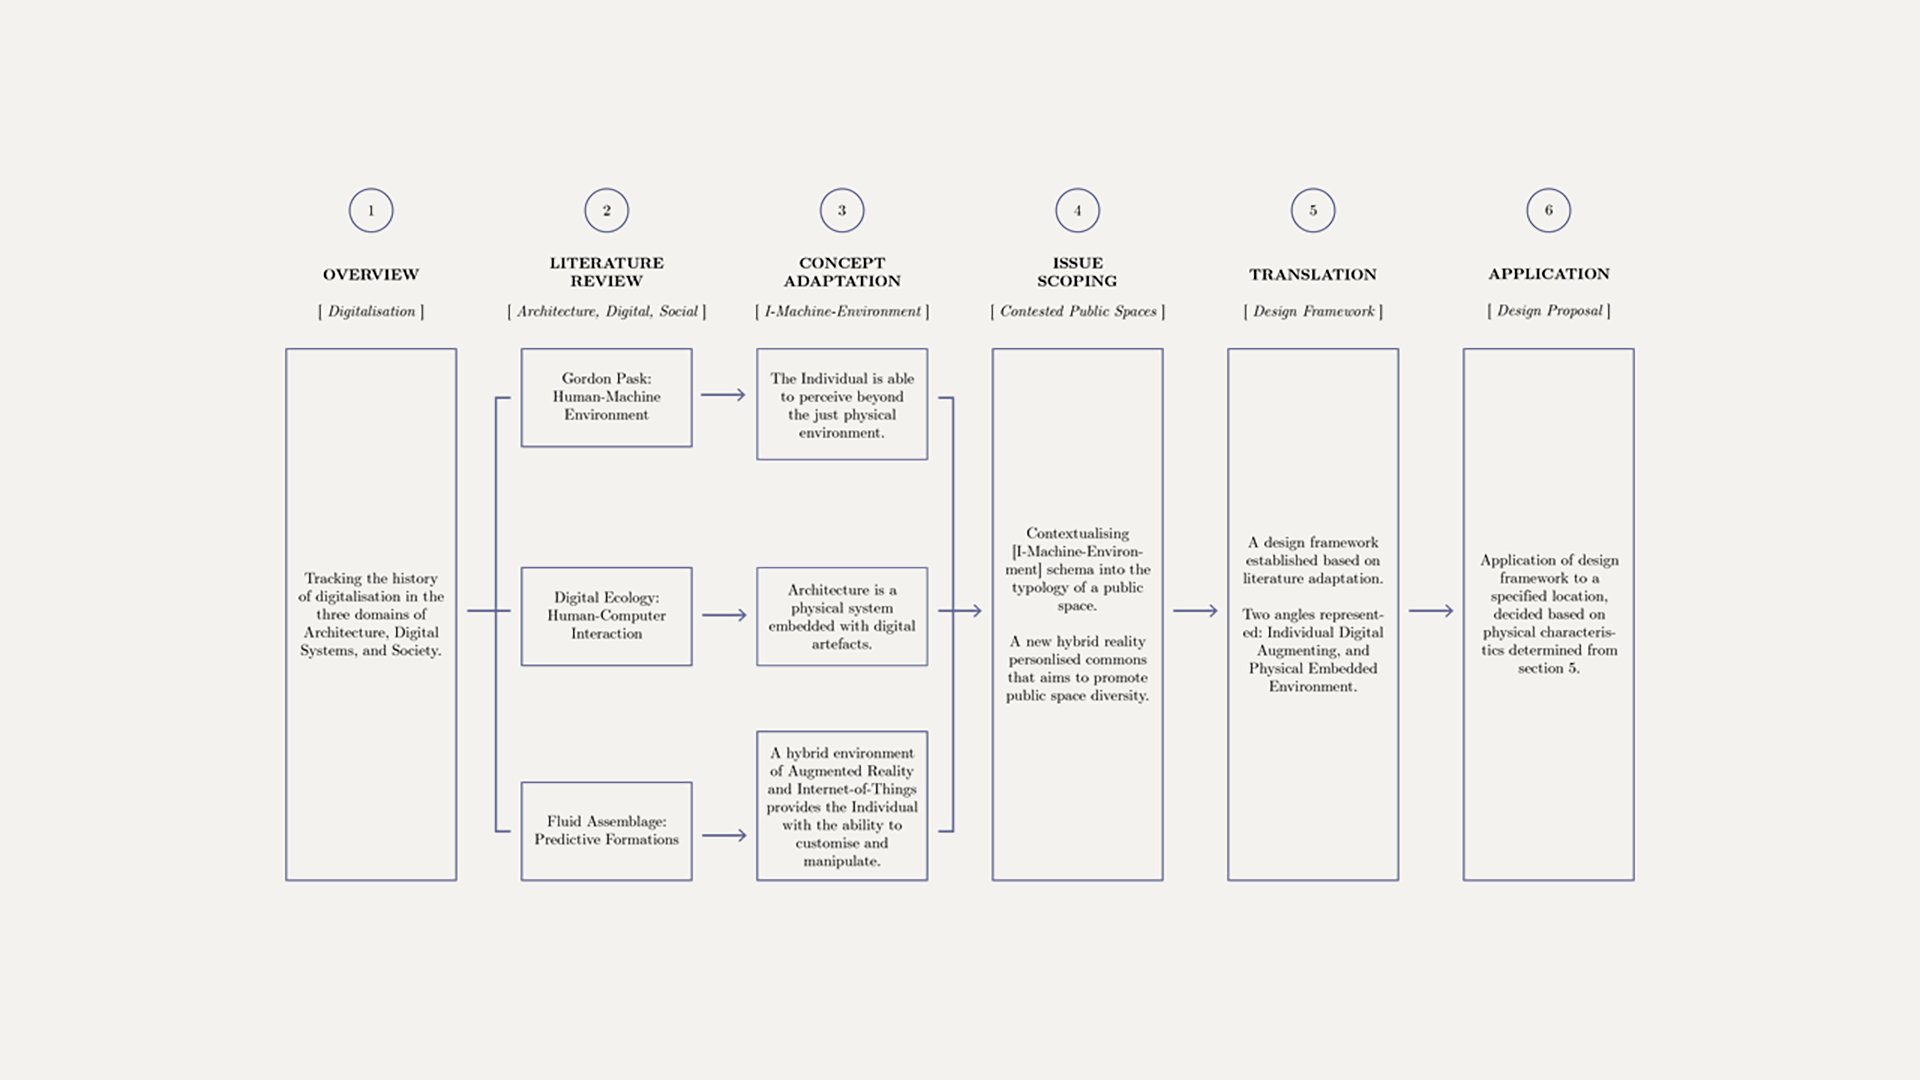 1
OVERVIEW
[ Digitalisation ]
Tracking the history
of digitalisation in the
three domains of
Architecture, Digital
Systems, and Society.
2
LITERATURE
REVIEW
[ Architecture, Digital, Social ]
Gordon Pask:
Human-Machine
Environment
Digital Ecology:
Human-Computer
Interaction
Fluid Assemblage:
Predictive Formations
3
CONCEPT
ADAPTATION
[ I-Machine-Environment ]
The Individual is able
to perceive beyond
the just physical
environment.
Architecture is a
physical system
embedded with digital
artefacts.
A hybrid environment
of Augmented Reality
and Internet-of-Things
provides the Individual
with the ability to
customise and
manipulate.
4
ISSUE
SCOPING
[ Contested Public Spaces ]
Contextualising
[I-Machine-Environ-
ment] schema into the
typology of a public
space.
A new hybrid reality
personlised commons
that aims to promote
public space diversity.
5
TRANSLATION
[ Design Framework ]
A design framework
established based on
literature adaptation.
Two angles represent-
ed: Individual Digital
Augmenting, and
Physical Embedded
Environment.
6
APPLICATION
[ Design Proposal ]
Application of design
framework to a
specified location,
decided based on
physical characteris-
tics determined from
section 5.